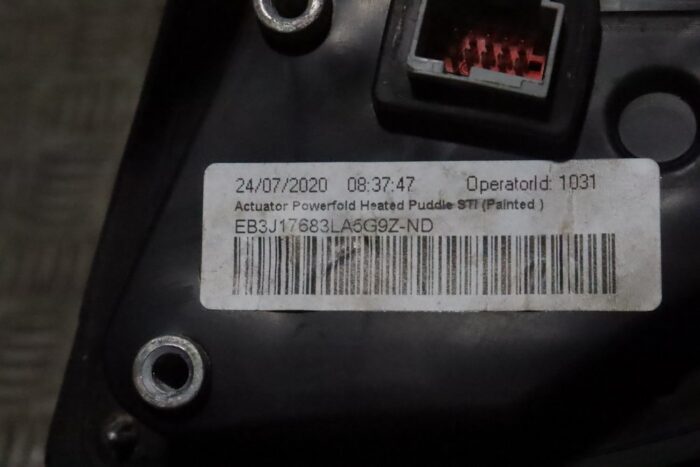 24/07/2020 08:37:47 OperatorId: 1031
Actuator Powerfold Heated Puddle STI (Painted )
EB3J17683LA5G9Z-ND